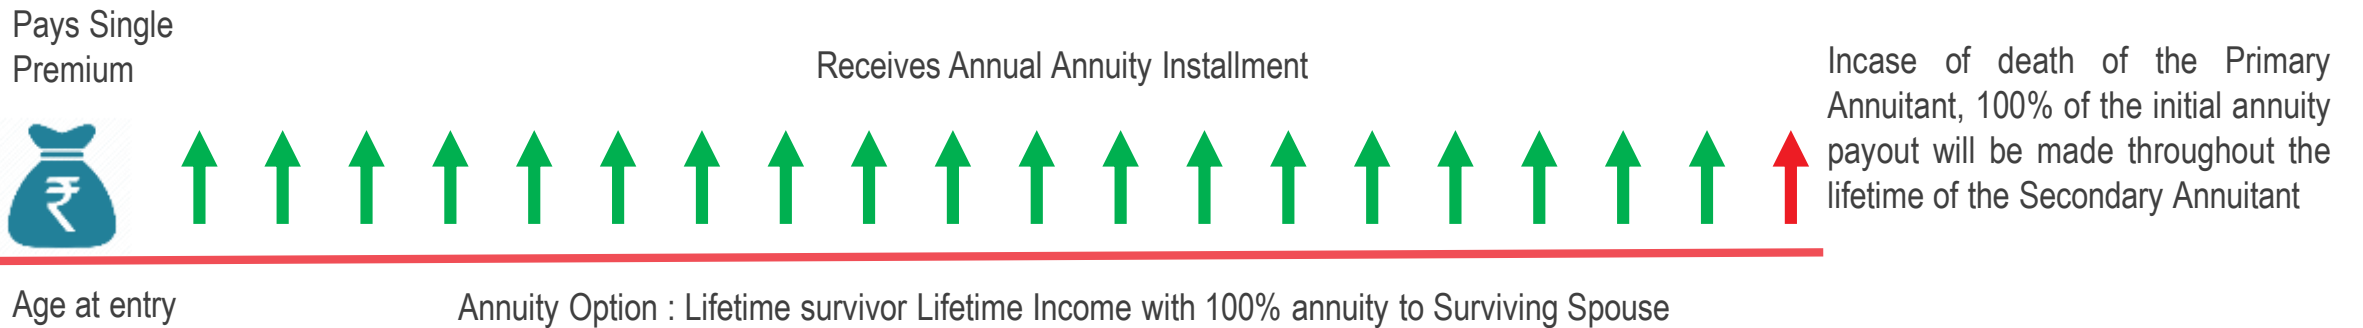 Pays Single
Premium
Receives Annual Annuity Installment
Incase of death of the Primary
Annuitant, 100% of the initial annuity
payout will be made throughout the
lifetime of the Secondary Annuitant
₹
Age at entry
Annuity Option : Lifetime survivor Lifetime Income with 100% annuity to Surviving Spouse